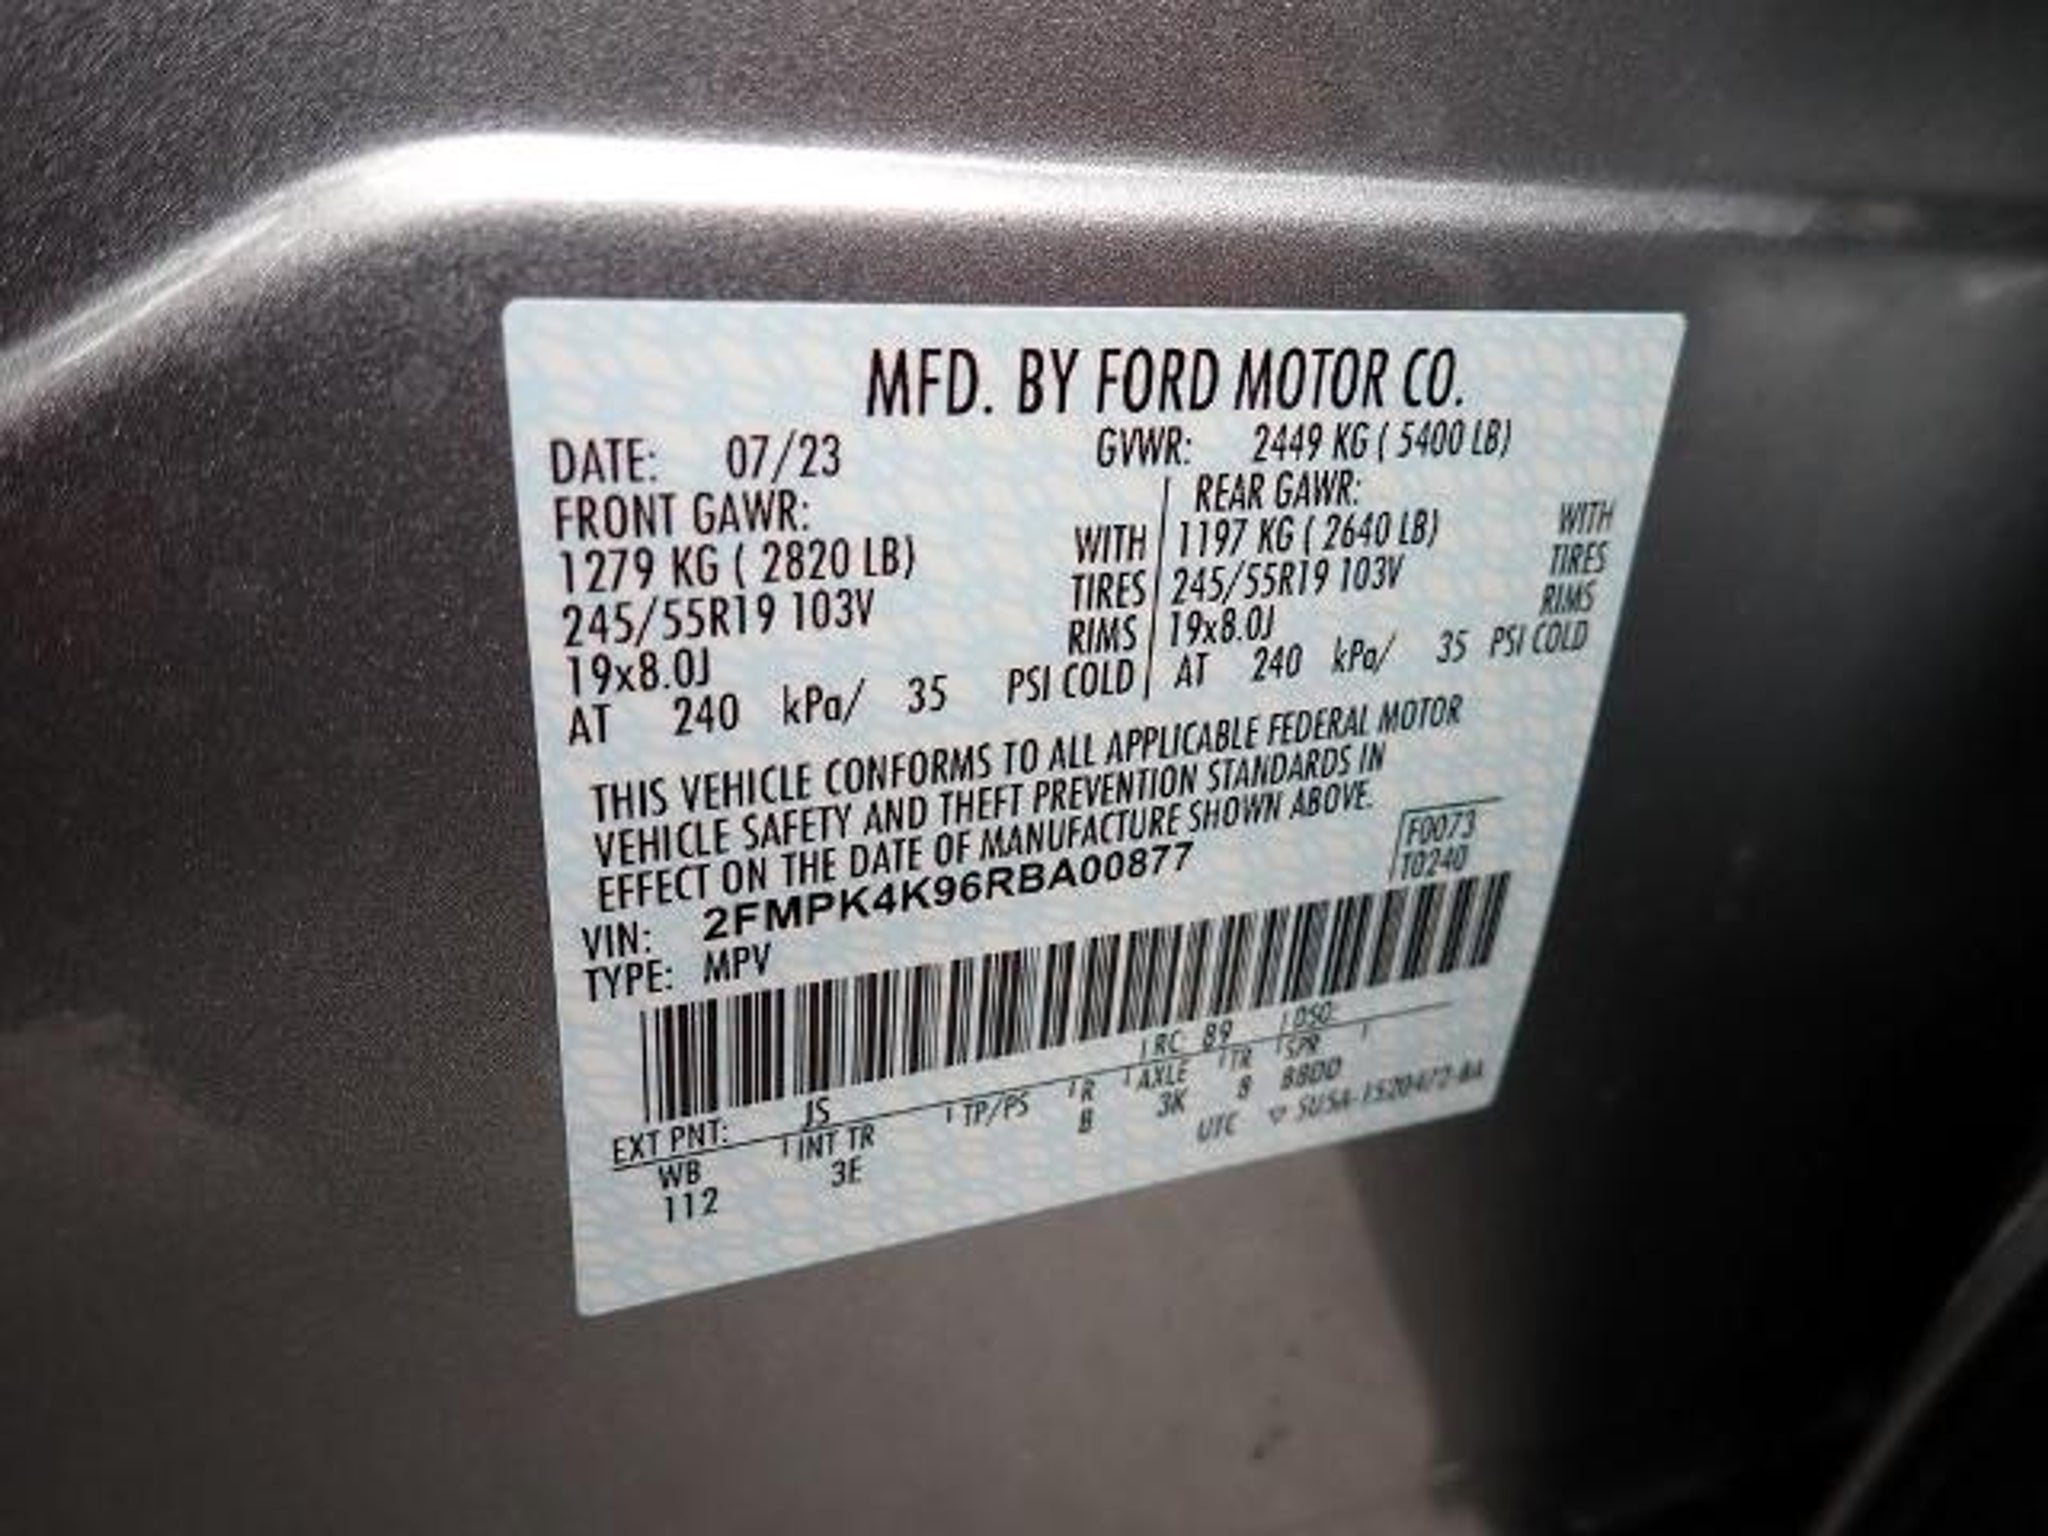 MFD. BY FORD MOTOR CO.
DATE: 07/23 GVWR: 2449 KG ( 5400 LB)
FRONT GAWR: REAR GAWR:
1279 KG ( 2820 LB) WITH 1197 KG ( 2640 LB) WITH
245/55R19 103V TIRES 245/55R19 103V TIRES
19x8.0J RIMS 19x8.0J RIMS
AT 240 kPa/ 35 PSI COLD AT 240 kPa/ 35 PSI COLD
THIS VEHICLE CONFORMS TO ALL APPLICABLE FEDERAL MOTOR
VEHICLE SAFETY AND THEFT PREVENTION STANDARDS IN
EFFECT ON THE DATE OF MANUFACTURE SHOWN ABOVE.
F0073
T0240
VIN: 2FMPK4K96RBA00877
TYPE: MPV
EXT PNT: JS RC B9 DSO:
WB INT TR TP/PS R AXLE TR SPR
112 3E B 3K 8 BBDD
UTC